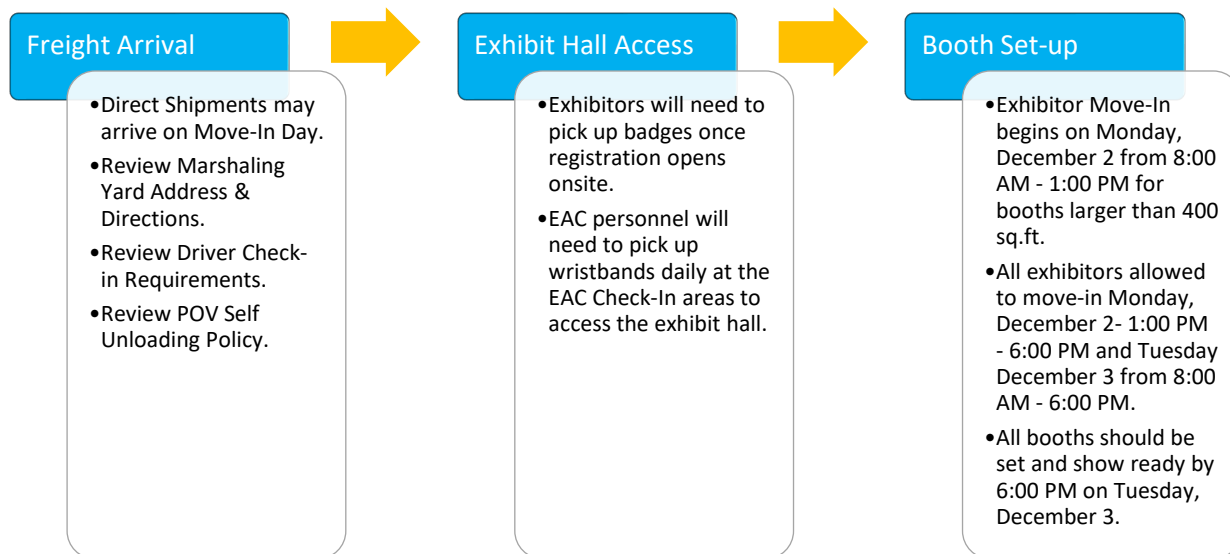 Freight Arrival
•Direct Shipments may
arrive on Move-In Day.
•Review Marshaling
Yard Address &
Directions.
•Review Driver Check-
in Requirements.
•Review POV Self
Unloading Policy.
Exhibit Hall Access
•Exhibitors will need to
pick up badges once
registration opens
onsite.
•EAC personnel will
need to pick up
wristbands daily at the
EAC Check-In areas to
access the exhibit hall.
Booth Set-up
•Exhibitor Move-In
begins on Monday,
December 2 from 8:00
AM - 1:00 PM for
booths larger than 400
sq.ft.
•All exhibitors allowed
to move-in Monday,
December 2- 1:00 PM
- 6:00 PM and Tuesday
December 3 from 8:00
AM - 6:00 PM.
•All booths should be
set and show ready by
6:00 PM on Tuesday,
December 3.